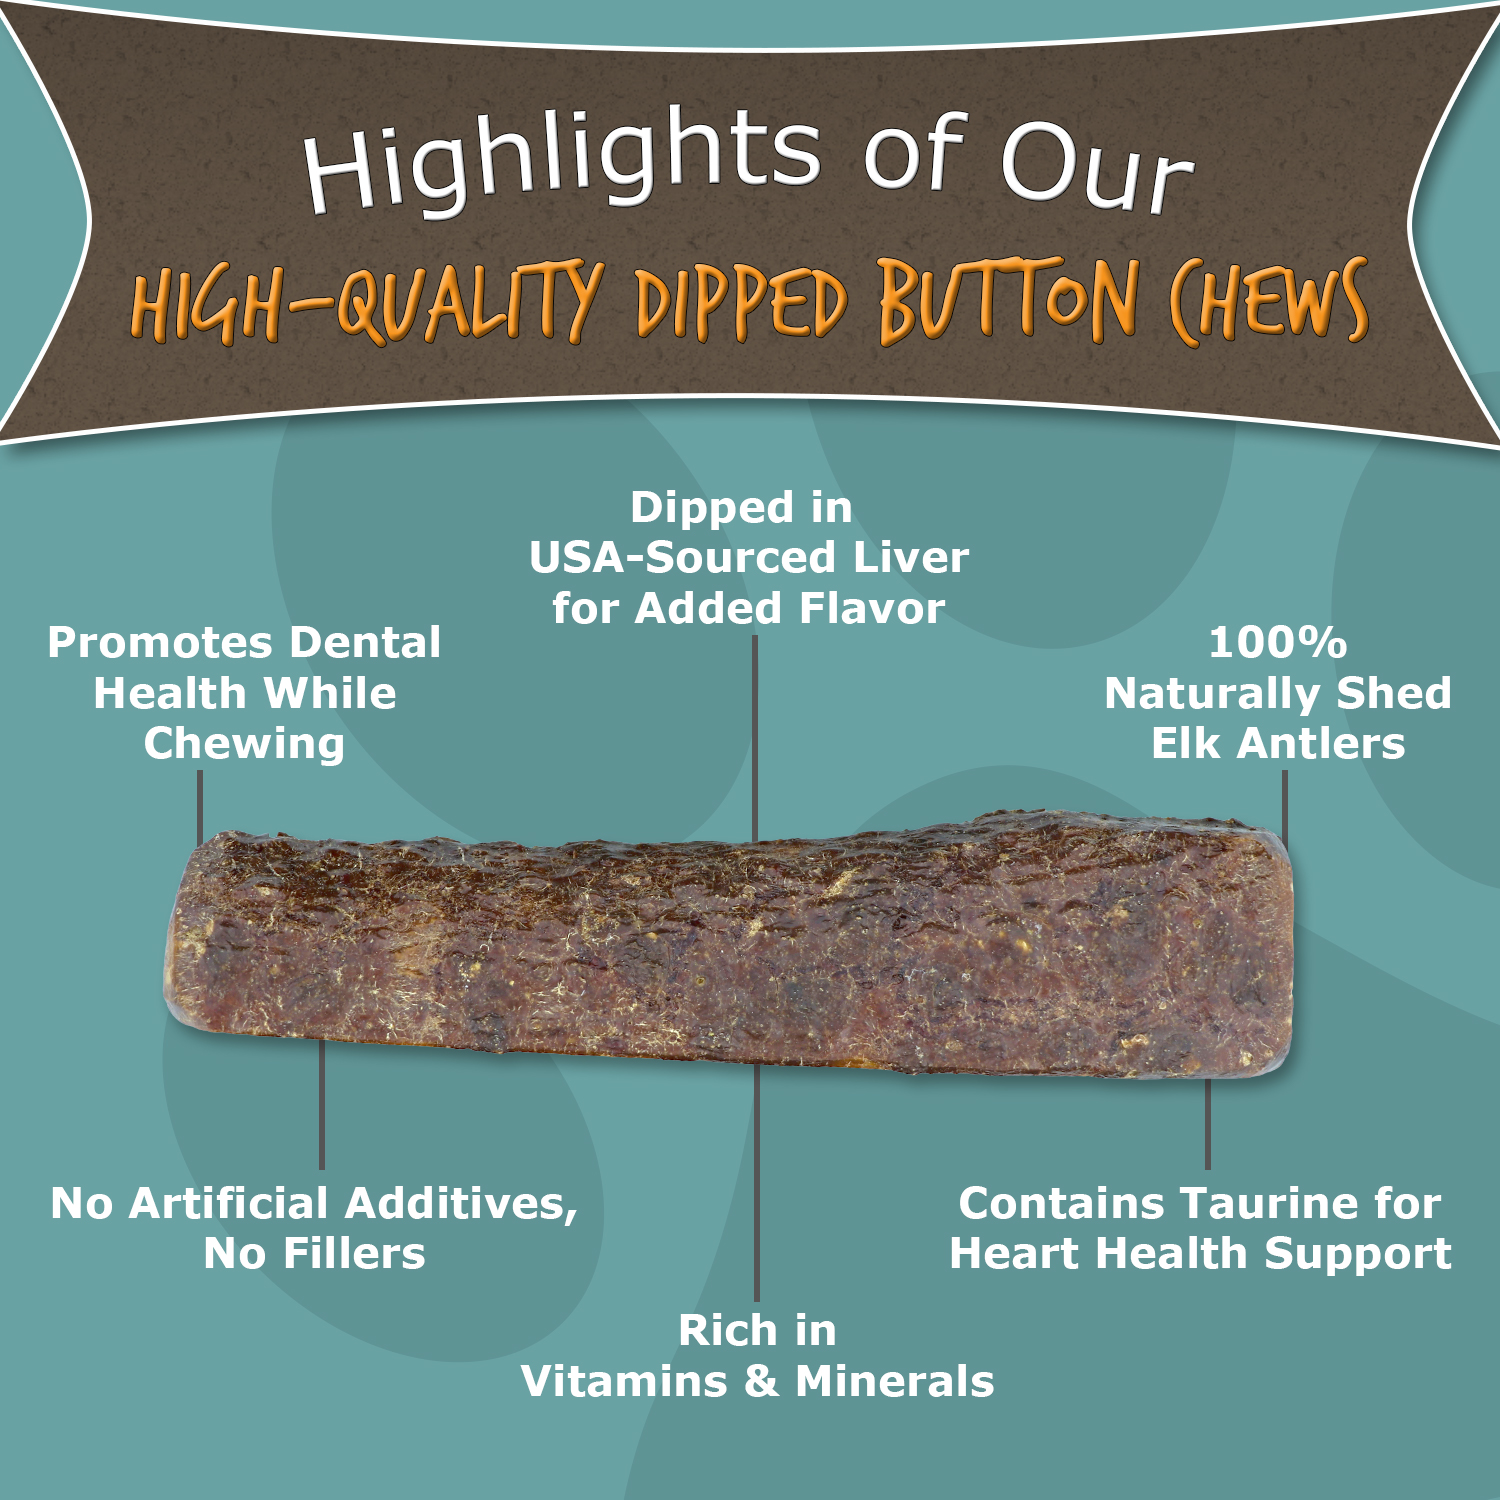 Highlights of Our
HIGH-QUALITY DIPPED BUTTON CHEWS
Dipped in
USA-Sourced Liver
for Added Flavor
Promotes Dental
Health While
Chewing
100%
Naturally Shed
Elk Antlers
No Artificial Additives,
No Fillers
Contains Taurine for
Heart Health Support
Rich in
Vitamins & Minerals